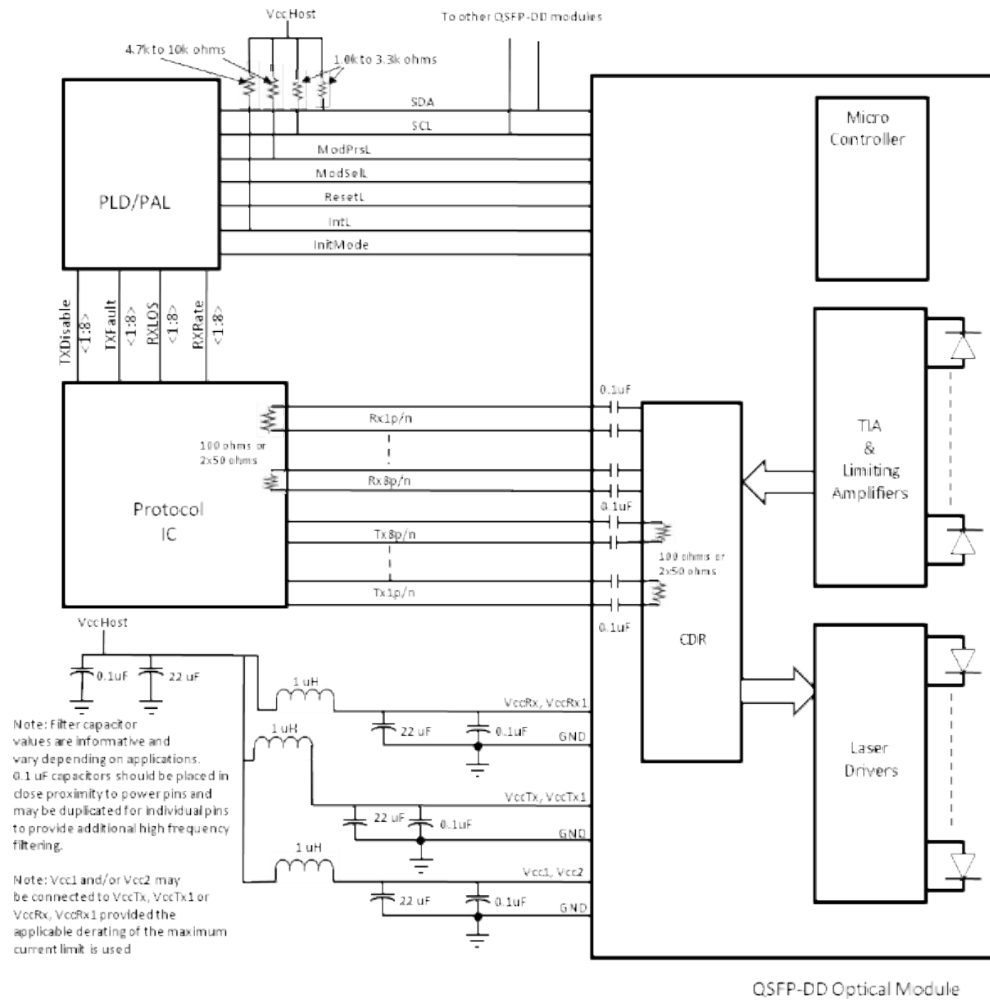 VccHost
To other QSFP-DD modules
4.7k to 10k ohms
1.0k to 3.3k ohms
SDA
SCL
ModPrsL
ModSelL
ResetL
IntL
InitMode
PLD/PAL
Micro
Controller
TXDisable
<1:8>
TXFault
<1:8>
RXLOS
<1:8>
RXRate
<1:8>
0.1uF
Rx1p/n
100 ohms or
2x50 ohms
Rx8p/n
0.1uF
Protocol
IC
Tx8p/n
100 ohms or
2x50 ohms
Tx1p/n
0.1uF
CDR
TIA
&
Limiting
Amplifiers
Laser
Drivers
VccHost
0.1uF
22 uF
1 uH
VccRx, VccRx1
22 uF
0.1uF
GND
1 uH
VccTx, VccTx1
22 uF
0.1uF
GND
1 uH
Vcc1, Vcc2
22 uF
0.1uF
GND
Note: Filter capacitor
values are informative and
vary depending on applications.
0.1 uF capacitors should be placed in
close proximity to power pins and
may be duplicated for individual pins
to provide additional high frequency
filtering.
Note: Vcc1 and/or Vcc2 may
be connected to VccTx, VccTx1 or
VccRx, VccRx1 provided the
applicable derating of the maximum
current limit is used
QSFP-DD Optical Module